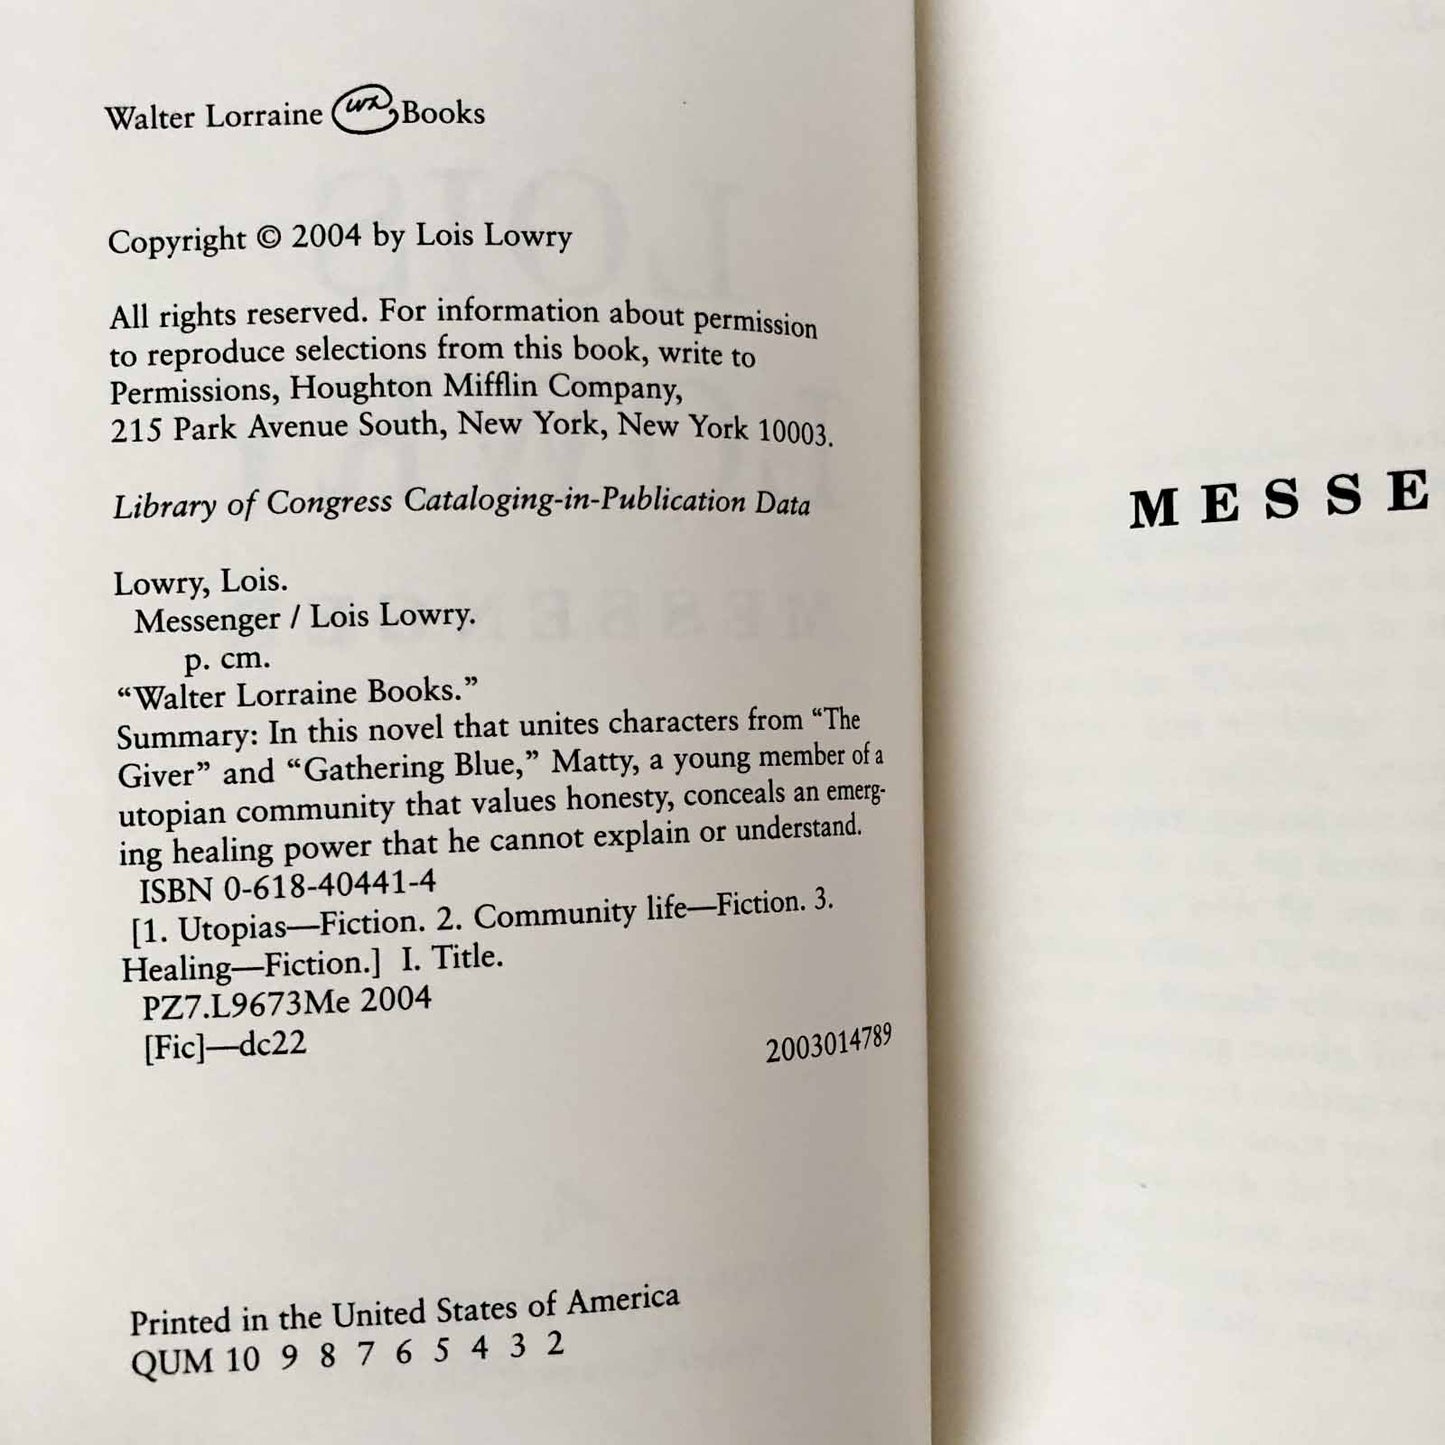 Walter Lorraine WL Books
Copyright © 2004 by Lois Lowry
All rights reserved. For information about permission
to reproduce selections from this book, write to
Permissions, Houghton Mifflin Company,
215 Park Avenue South, New York, New York 10003.
Library of Congress Cataloging-in-Publication Data
Lowry, Lois.
Messenger / Lois Lowry.
p. cm.
“Walter Lorraine Books.”
Summary: In this novel that unites characters from “The
Giver” and “Gathering Blue,” Matty, a young member of a
utopian community that values honesty, conceals an emerg-
ing healing power that he cannot explain or understand.
ISBN 0-618-40441-4
[1. Utopias—Fiction. 2. Community life—Fiction. 3.
Healing—Fiction.] I. Title.
PZ7.L9673Me 2004
[Fic]—dc22 2003014789
Printed in the United States of America
QUM 10 9 8 7 6 5 4 3 2
MESSE